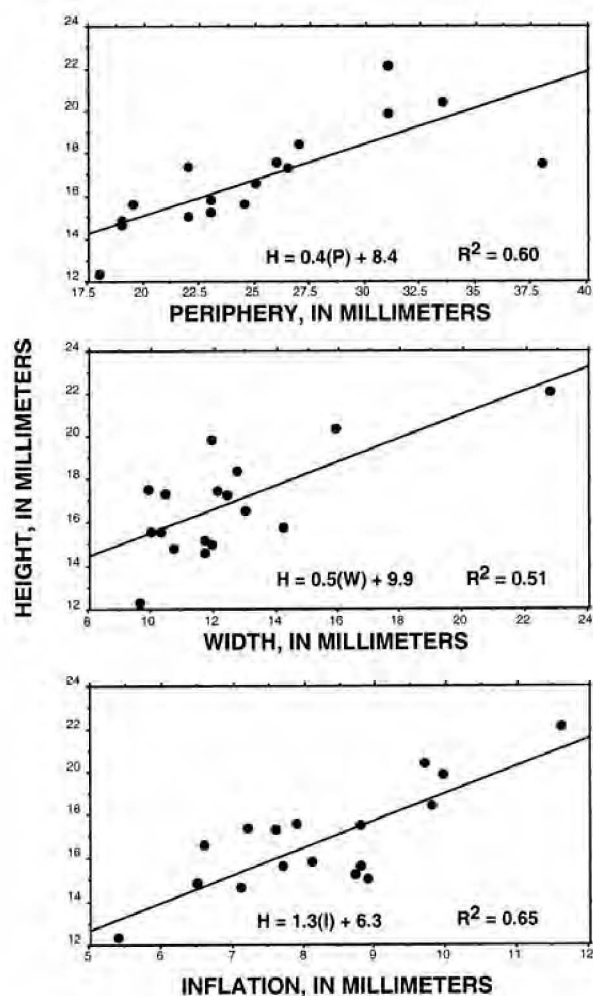 24
22
20
18
16
14
12
H = 0.4(P) + 8.4 R² = 0.60
17.5 20 22.5 25 27.5 30 32.5 35 37.5 40
PERIPHERY, IN MILLIMETERS
HEIGHT, IN MILLIMETERS
24
22
20
18
16
14
12
H = 0.5(W) + 9.9 R² = 0.51
8 10 12 14 16 18 20 22 24
WIDTH, IN MILLIMETERS
24
22
20
18
16
14
12
H = 1.3(I) + 6.3 R² = 0.65
5 6 7 8 9 10 11 12
INFLATION, IN MILLIMETERS